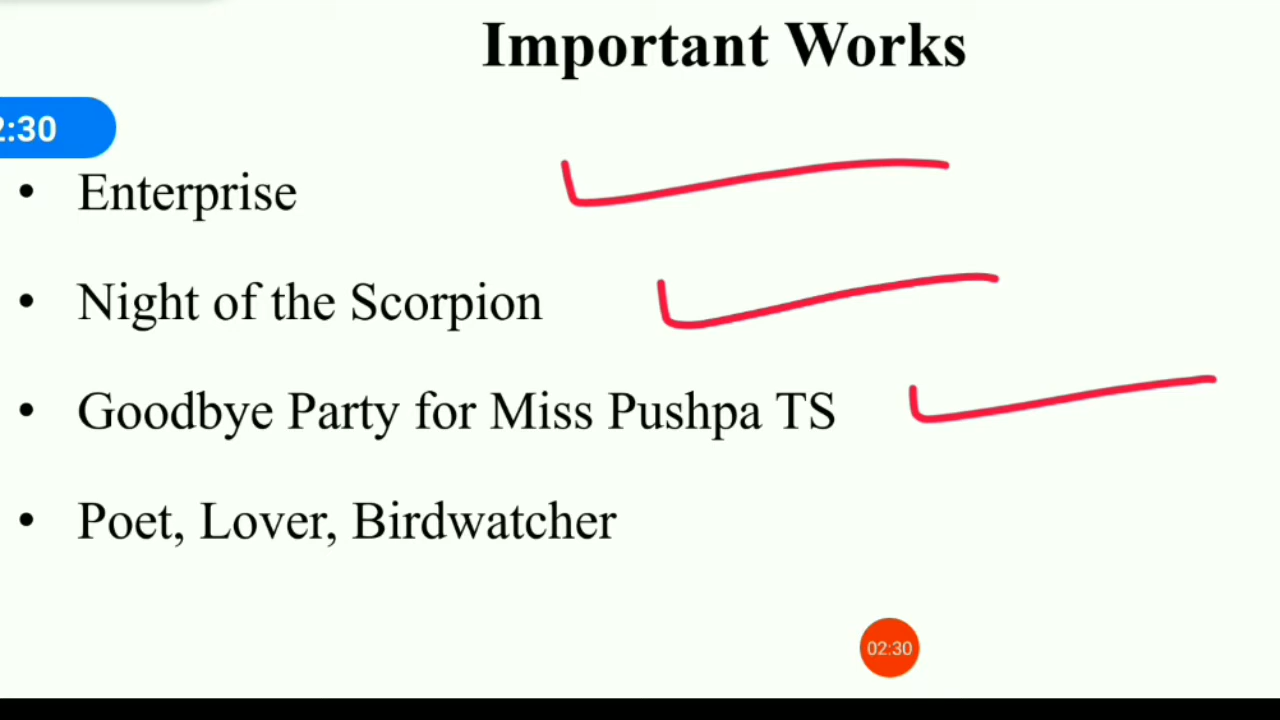 Important Works
2:30
• Enterprise
• Night of the Scorpion
• Goodbye Party for Miss Pushpa TS
• Poet, Lover, Birdwatcher
02:30